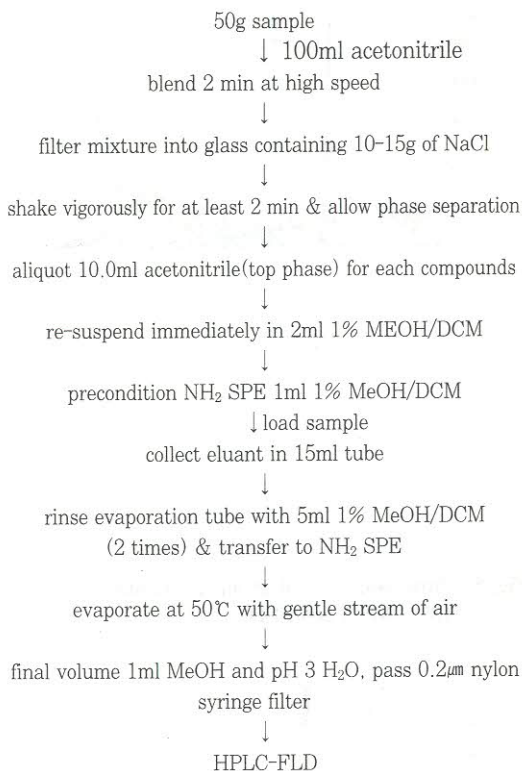 50g sample
↓ 100ml acetonitrile
blend 2 min at high speed
↓
filter mixture into glass containing 10-15g of NaCl
↓
shake vigorously for at least 2 min & allow phase separation
↓
aliquot 10.0ml acetonitrile(top phase) for each compounds
↓
re-suspend immediately in 2ml 1% MEOH/DCM
↓
precondition NH₂ SPE 1ml 1% MeOH/DCM
↓ load sample
collect eluant in 15ml tube
↓
rinse evaporation tube with 5ml 1% MeOH/DCM
(2 times) & transfer to NH₂ SPE
↓
evaporate at 50℃ with gentle stream of air
↓
final volume 1ml MeOH and pH 3 H₂O, pass 0.2㎛ nylon
syringe filter
↓
HPLC-FLD